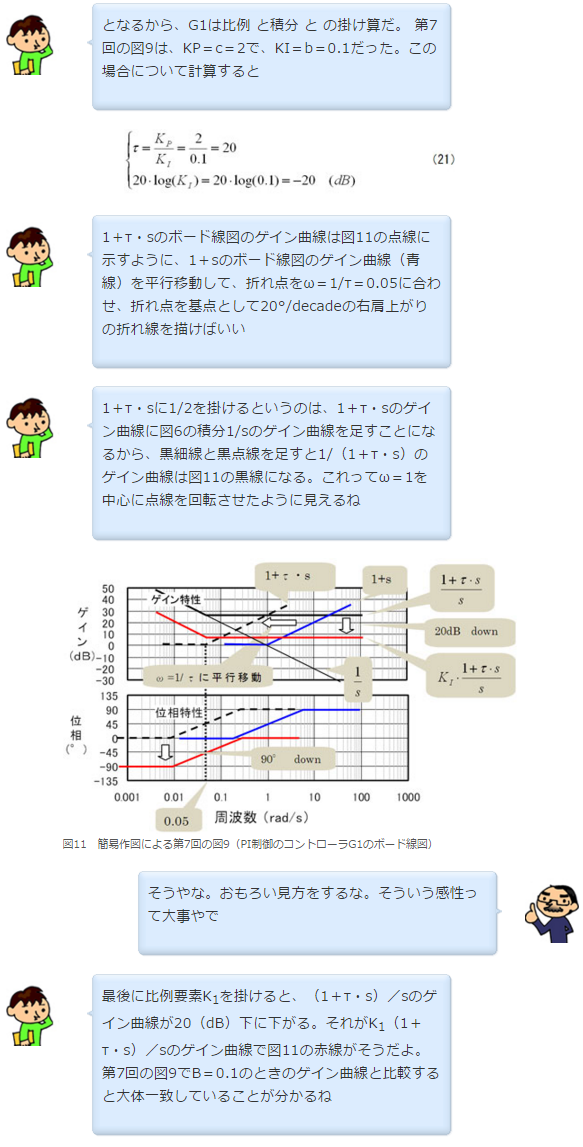 となるから、G1は比例 と積分 と の掛け算だ。 第7
回の図9は、KP＝c＝2で、KI＝b＝0.1だった。この
場合について計算すると
τ = K_P / K_I = 2 / 0.1 = 20
20·log(K_I) = 20·log(0.1) = −20 (dB)
（21）
1＋τ・sのボード線図のゲイン曲線は図11の点線に
示すように、1＋sのボード線図のゲイン曲線（青
線）を平行移動して、折れ点をω＝1/τ＝0.05に合わ
せ、折れ点を基点として20°/decadeの右肩上がり
の折れ線を描けばいい
1＋τ・sに1/2を掛けるというのは、1＋τ・sのゲイ
ン曲線に図6の積分1/sのゲイン曲線を足すことにな
るから、黒細線と黒点線を足すと1/（1＋τ・s）の
ゲイン曲線は図11の黒線になる。これってω＝1を
中心に点線を回転させたように見えるね
1+τ・s
1+s
1+τ·s / s
ゲイン(dB)
50
40
30
20
10
0
-10
-20
-30
ゲイン特性
20dB down
ω=1/τ に平行移動
1/s
K_I · 1+τ·s / s
位相(°)
135
90
45
0
-45
-90
-135
位相特性
90° down
0.001
0.01
0.1
1
10
100
1000
0.05
周波数（rad/s）
図11 簡易作図による第7回の図9（PI制御のコントローラG1のボード線図）
そうやな。おもろい見方をするな。そういう感性っ
て大事やで
最後に比例要素K1を掛けると、（1＋τ・s）／sのゲ
イン曲線が20（dB）下に下がる。それがK1（1＋
τ・s）／sのゲイン曲線で図11の赤線がそうだよ。
第7回の図9でB＝0.1のときのゲイン曲線と比較する
と大体一致していることが分かるね